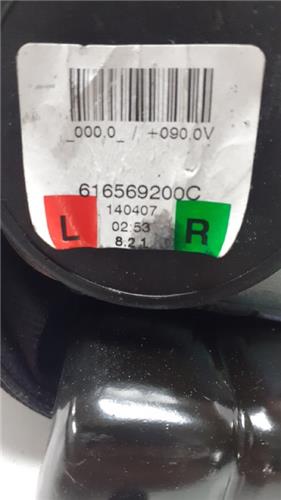 _000.0_ / +090.0V
616569200C
L 140407 R
02:53
8.2.1